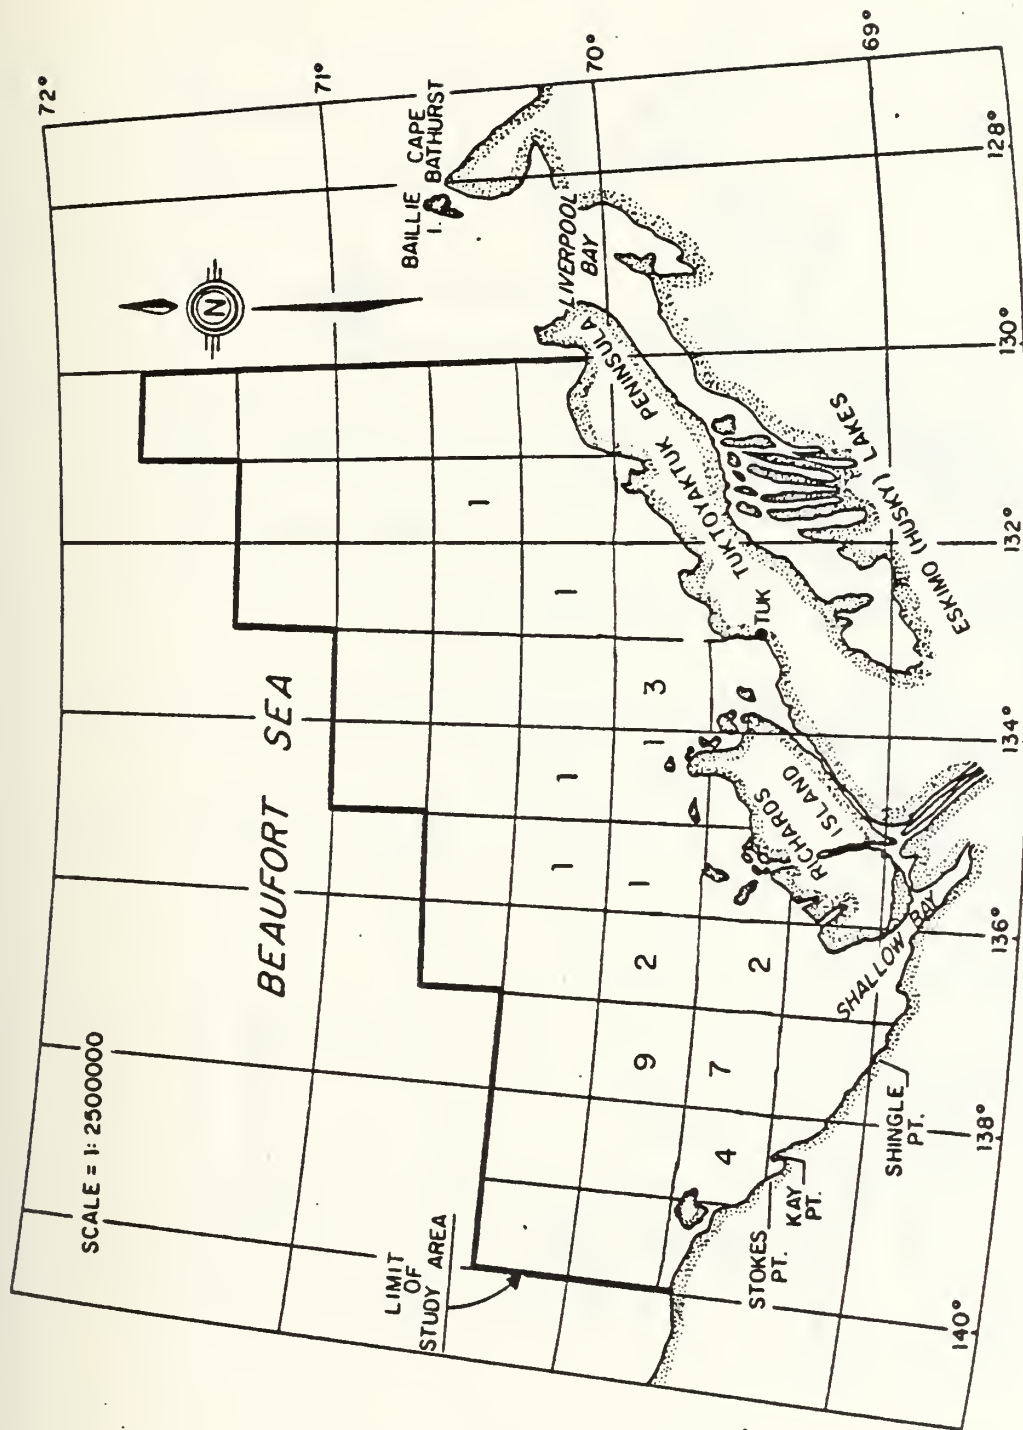 72°
71°
70°
69°
SCALE = 1: 2500000
N
BEAUFORT SEA
BAILLIE
I.
CAPE
BATHURST
LIVERPOOL
BAY
LIMIT
OF
STUDY AREA
1
1
3
1
1
1
1
2
2
9
7
4
TUKTOYAKTUK PENINSULA
TUK
ESKIMO (HUSKY) LAKES
RICHARDS
ISLAND
SHALLOW BAY
SHINGLE
PT.
KAY
PT.
STOKES
PT.
140°
138°
136°
134°
132°
130°
128°